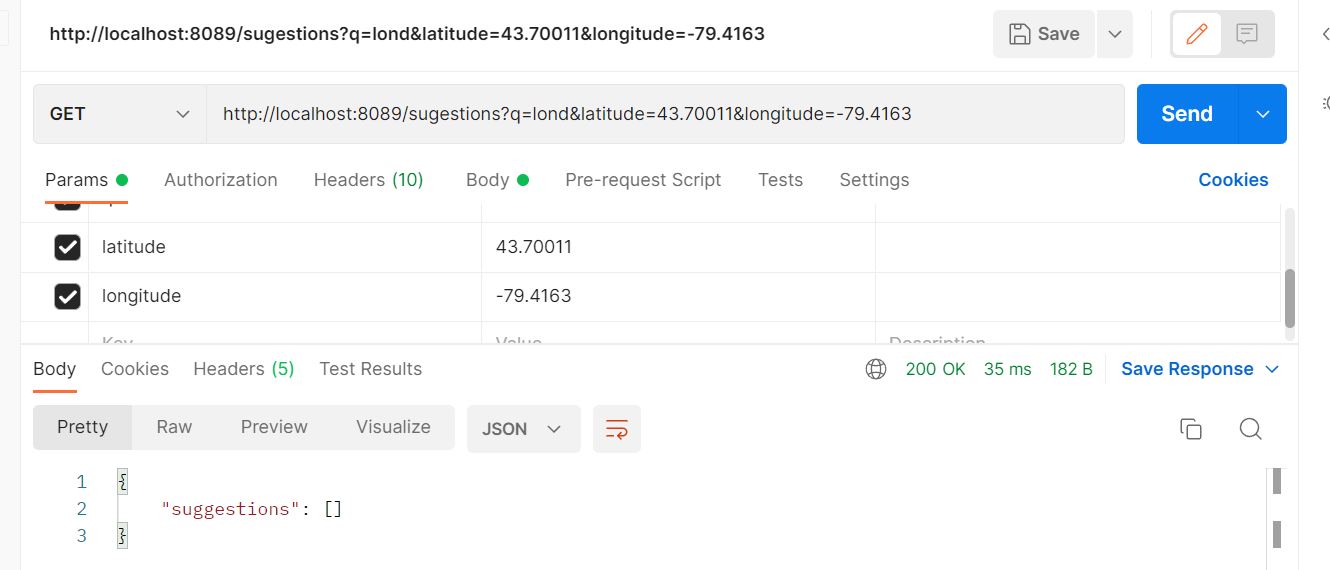 http://localhost:8089/sugestions?q=lond&latitude=43.70011&longitude=-79.4163 Save
GET http://localhost:8089/sugestions?q=lond&latitude=43.70011&longitude=-79.4163 Send
Params Authorization Headers (10) Body Pre-request Script Tests Settings Cookies
latitude 43.70011
longitude -79.4163
Key Value Description
Body Cookies Headers (5) Test Results 200 OK 35 ms 182 B Save Response
Pretty Raw Preview Visualize JSON
1 {
2 "suggestions": []
3 }